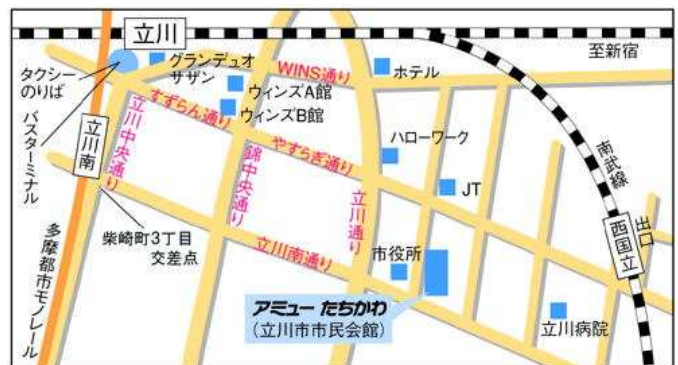 立川
至新宿
グランデュオ
サザン
WINS通り
ホテル
タクシー
のりば
バスターミナル
ウィンズA館
ウィンズB館
すずらん通り
立川南
立川中央通り
錦中央通り
やすらぎ通り
ハローワーク
南武線
JT
立川通り
出口
西国立
柴崎町3丁目
交差点
立川南通り
市役所
多摩都市モノレール
アミュー たちかわ
(立川市市民会館)
立川病院